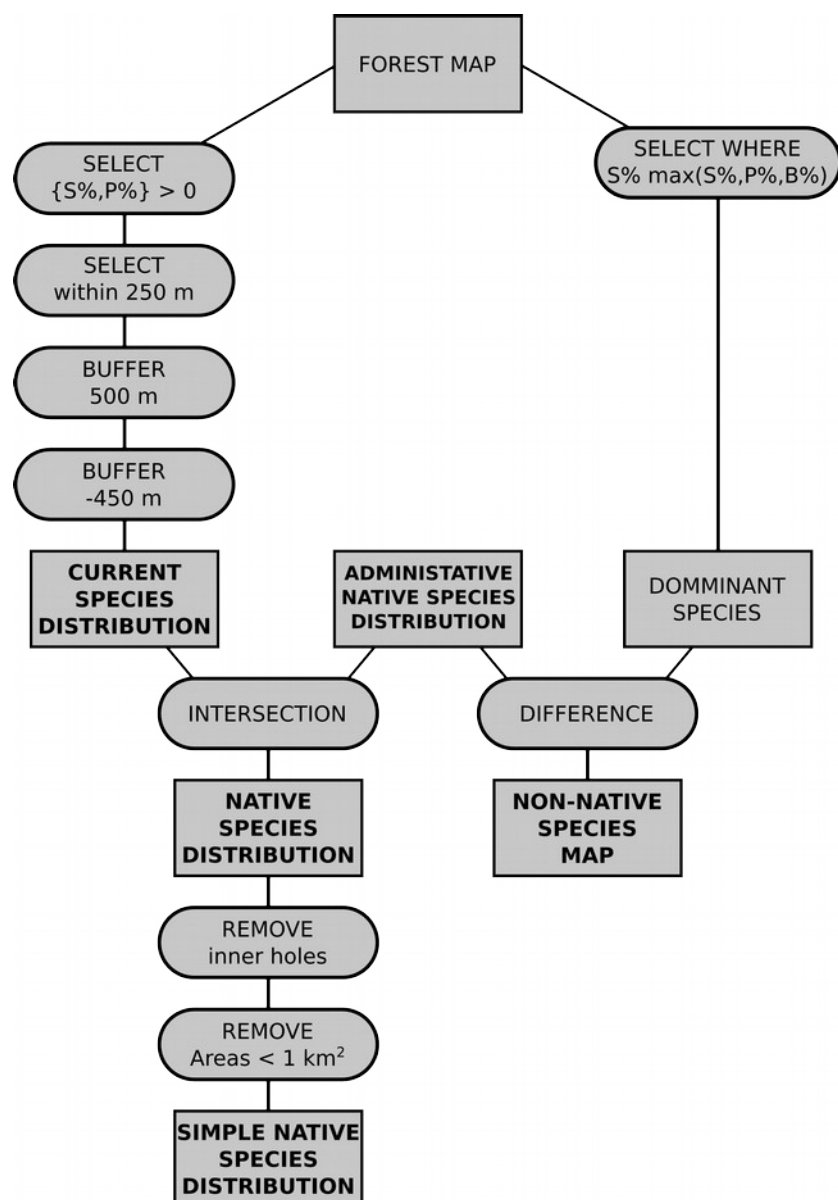 FOREST MAP
SELECT
{S%,P%} > 0
SELECT WHERE
S% max(S%,P%,B%)
SELECT
within 250 m
BUFFER
500 m
BUFFER
-450 m
CURRENT
SPECIES
DISTRIBUTION
ADMINISTATIVE
NATIVE SPECIES
DISTRIBUTION
DOMMINANT
SPECIES
INTERSECTION
DIFFERENCE
NATIVE
SPECIES
DISTRIBUTION
NON-NATIVE
SPECIES
MAP
REMOVE
inner holes
REMOVE
Areas < 1 km²
SIMPLE NATIVE
SPECIES
DISTRIBUTION